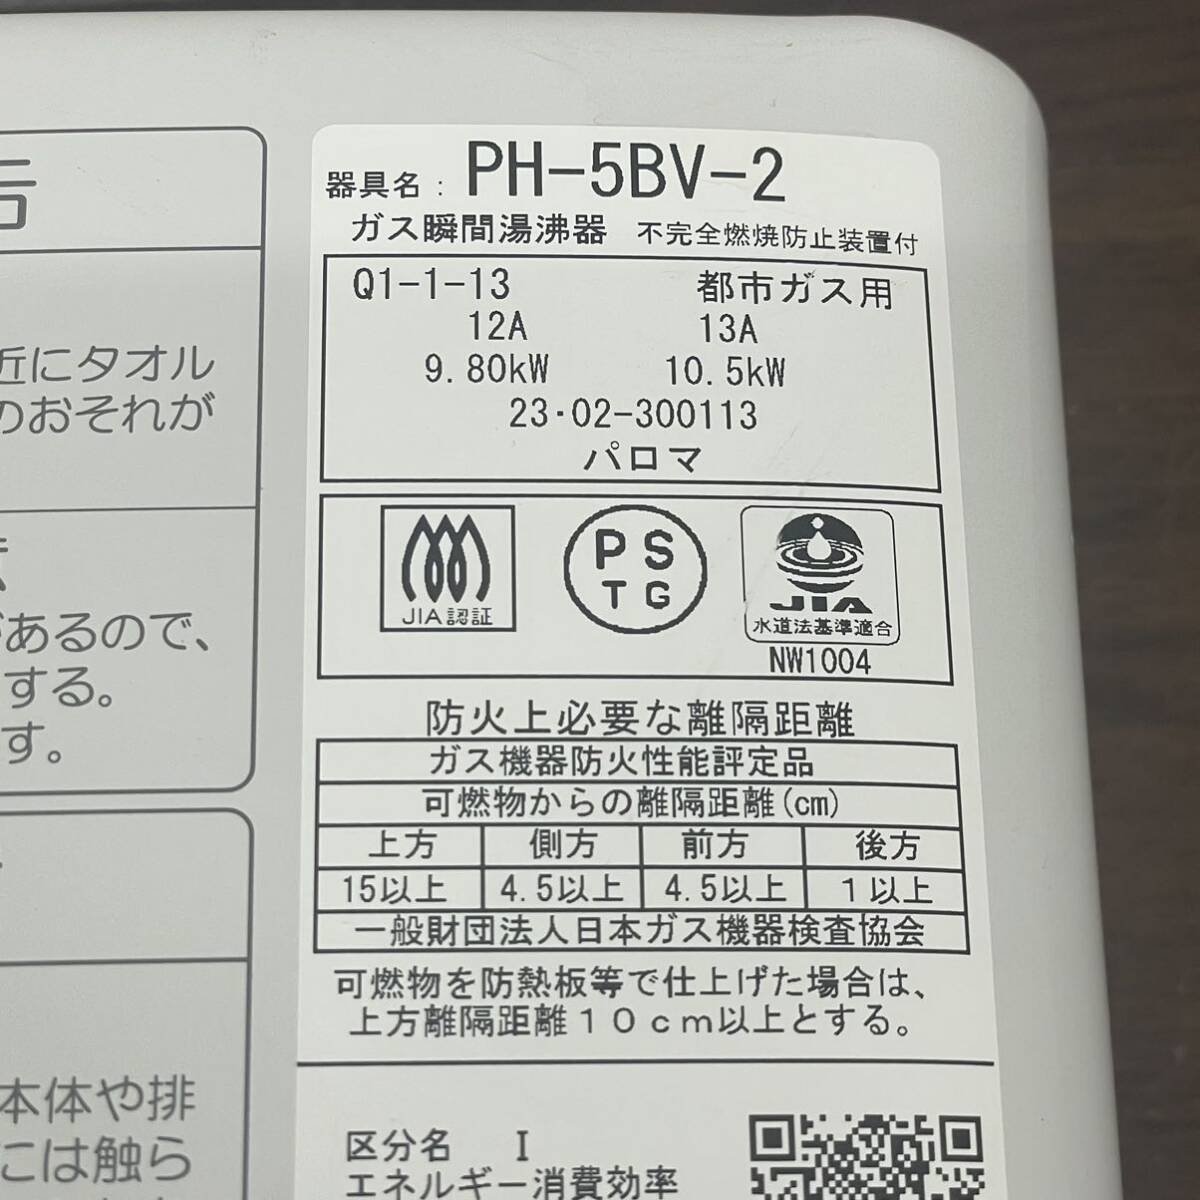 近にタオル
のおそれが
があるので、
する。
す。
本体や排
には触ら
器具名: PH-5BV-2
ガス瞬間湯沸器 不完全燃焼防止装置付
Q1-1-13 都市ガス用
12A 13A
9.80kW 10.5kW
23・02-300113
パロマ
JIA認証
PS
TG
JIA
水道法基準適合
NW1004
防火上必要な離隔距離
ガス機器防火性能評定品
可燃物からの離隔距離(cm)
上方 側方 前方 後方
15以上 4.5以上 4.5以上 1以上
一般財団法人日本ガス機器検査協会
可燃物を防熱板等で仕上げた場合は、
上方離隔距離10cm以上とする。
区分名 I
エネルギー消費効率